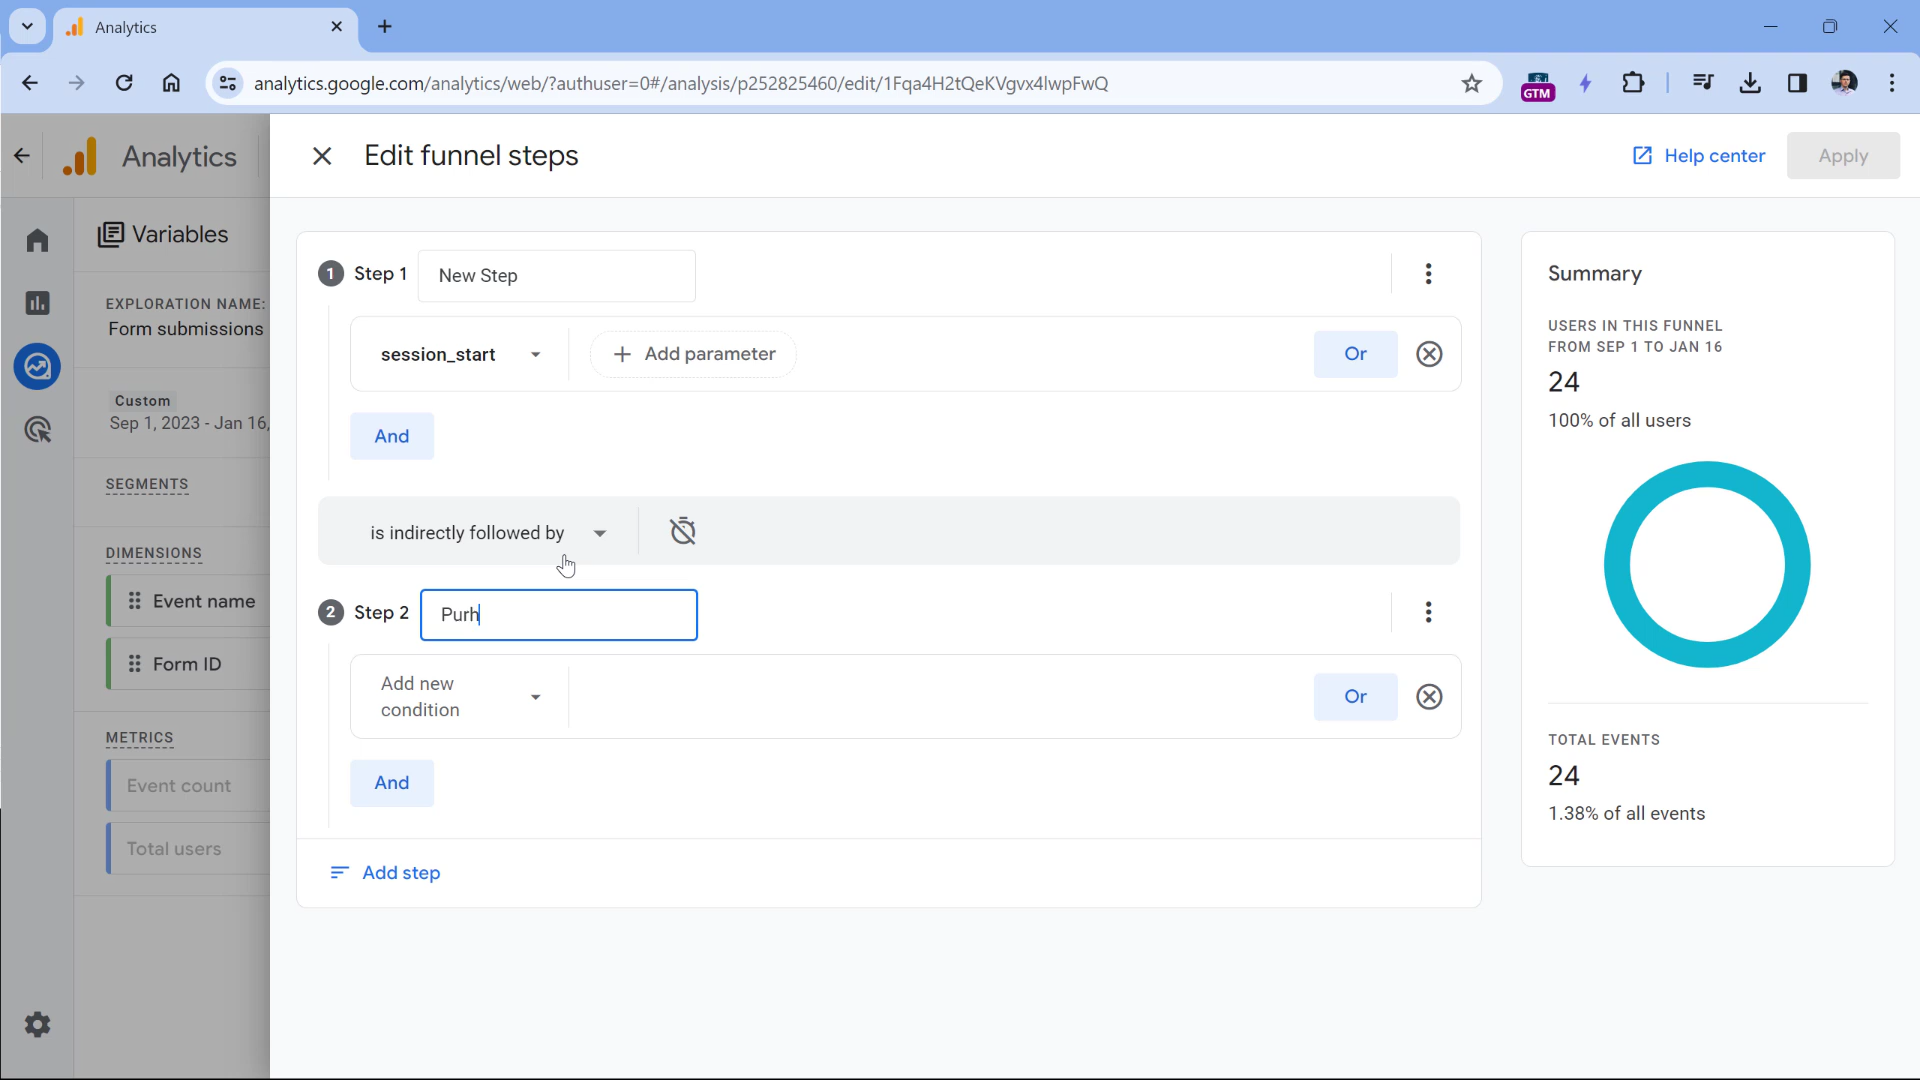 Analytics
analytics.google.com/analytics/web/?authuser=0#/analysis/p252825460/edit/1Fqa4H2tQeKVgvx4lwpFwQ
GTM
Analytics
Edit funnel steps
Help center
Apply
Variables
EXPLORATION NAME:
Form submissions
Custom
Sep 1, 2023 - Jan 16,
SEGMENTS
DIMENSIONS
Event name
Form ID
METRICS
Event count
Total users
1 Step 1 New Step
session_start
Add parameter
Or
And
is indirectly followed by
2 Step 2 Purh
Add new
condition
Or
And
Add step
Summary
USERS IN THIS FUNNEL
FROM SEP 1 TO JAN 16
24
100% of all users
TOTAL EVENTS
24
1.38% of all events